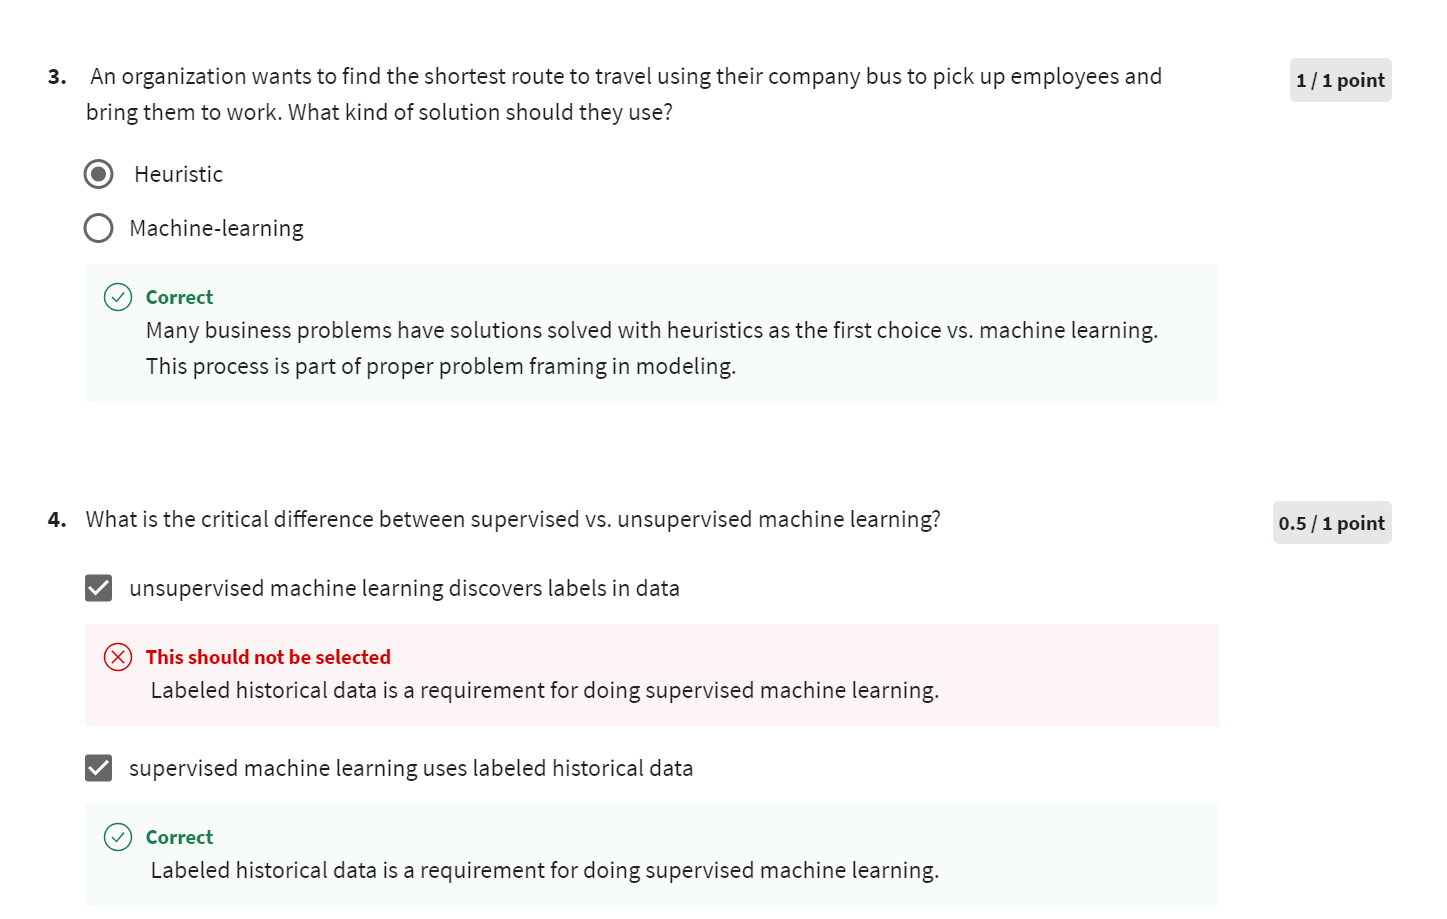 3. An organization wants to find the shortest route to travel using their company bus to pick up employees and
bring them to work. What kind of solution should they use?
1 / 1 point
Heuristic
Machine-learning
Correct
Many business problems have solutions solved with heuristics as the first choice vs. machine learning.
This process is part of proper problem framing in modeling.
4. What is the critical difference between supervised vs. unsupervised machine learning?
0.5 / 1 point
unsupervised machine learning discovers labels in data
This should not be selected
Labeled historical data is a requirement for doing supervised machine learning.
supervised machine learning uses labeled historical data
Correct
Labeled historical data is a requirement for doing supervised machine learning.